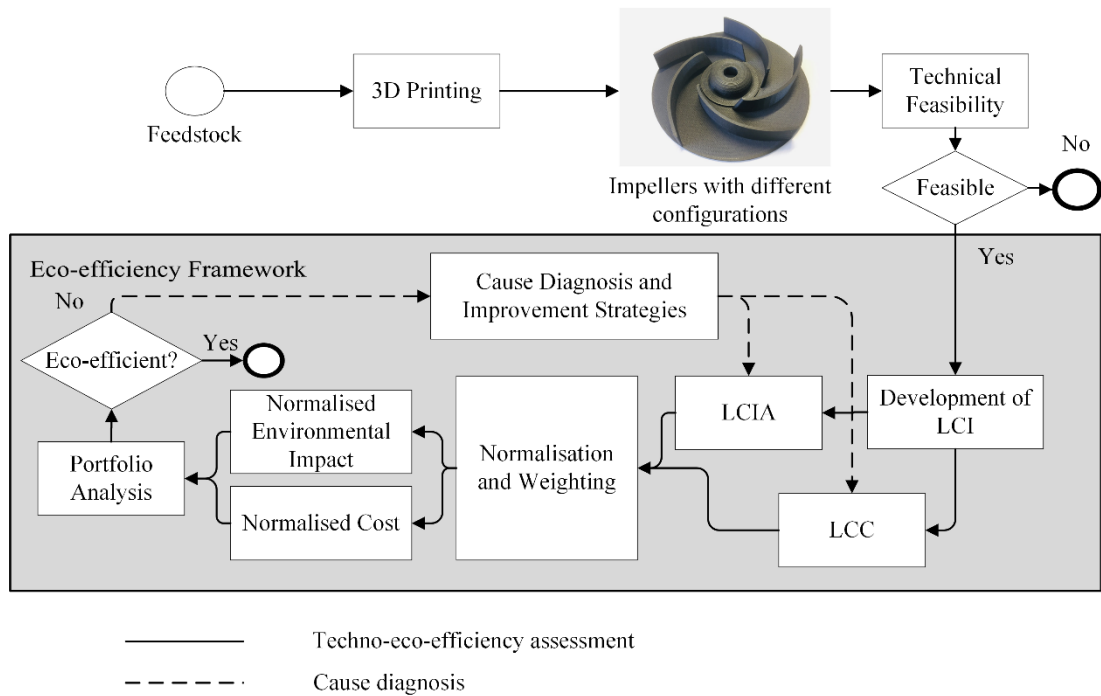 Feedstock
3D Printing
Impellers with different
configurations
Technical
Feasibility
Feasible
No
Yes
Eco-efficiency Framework
No
Eco-efficient?
Yes
Cause Diagnosis and
Improvement Strategies
LCIA
Development of
LCI
LCC
Normalisation
and Weighting
Normalised
Environmental
Impact
Normalised Cost
Portfolio
Analysis
Techno-eco-efficiency assessment
Cause diagnosis